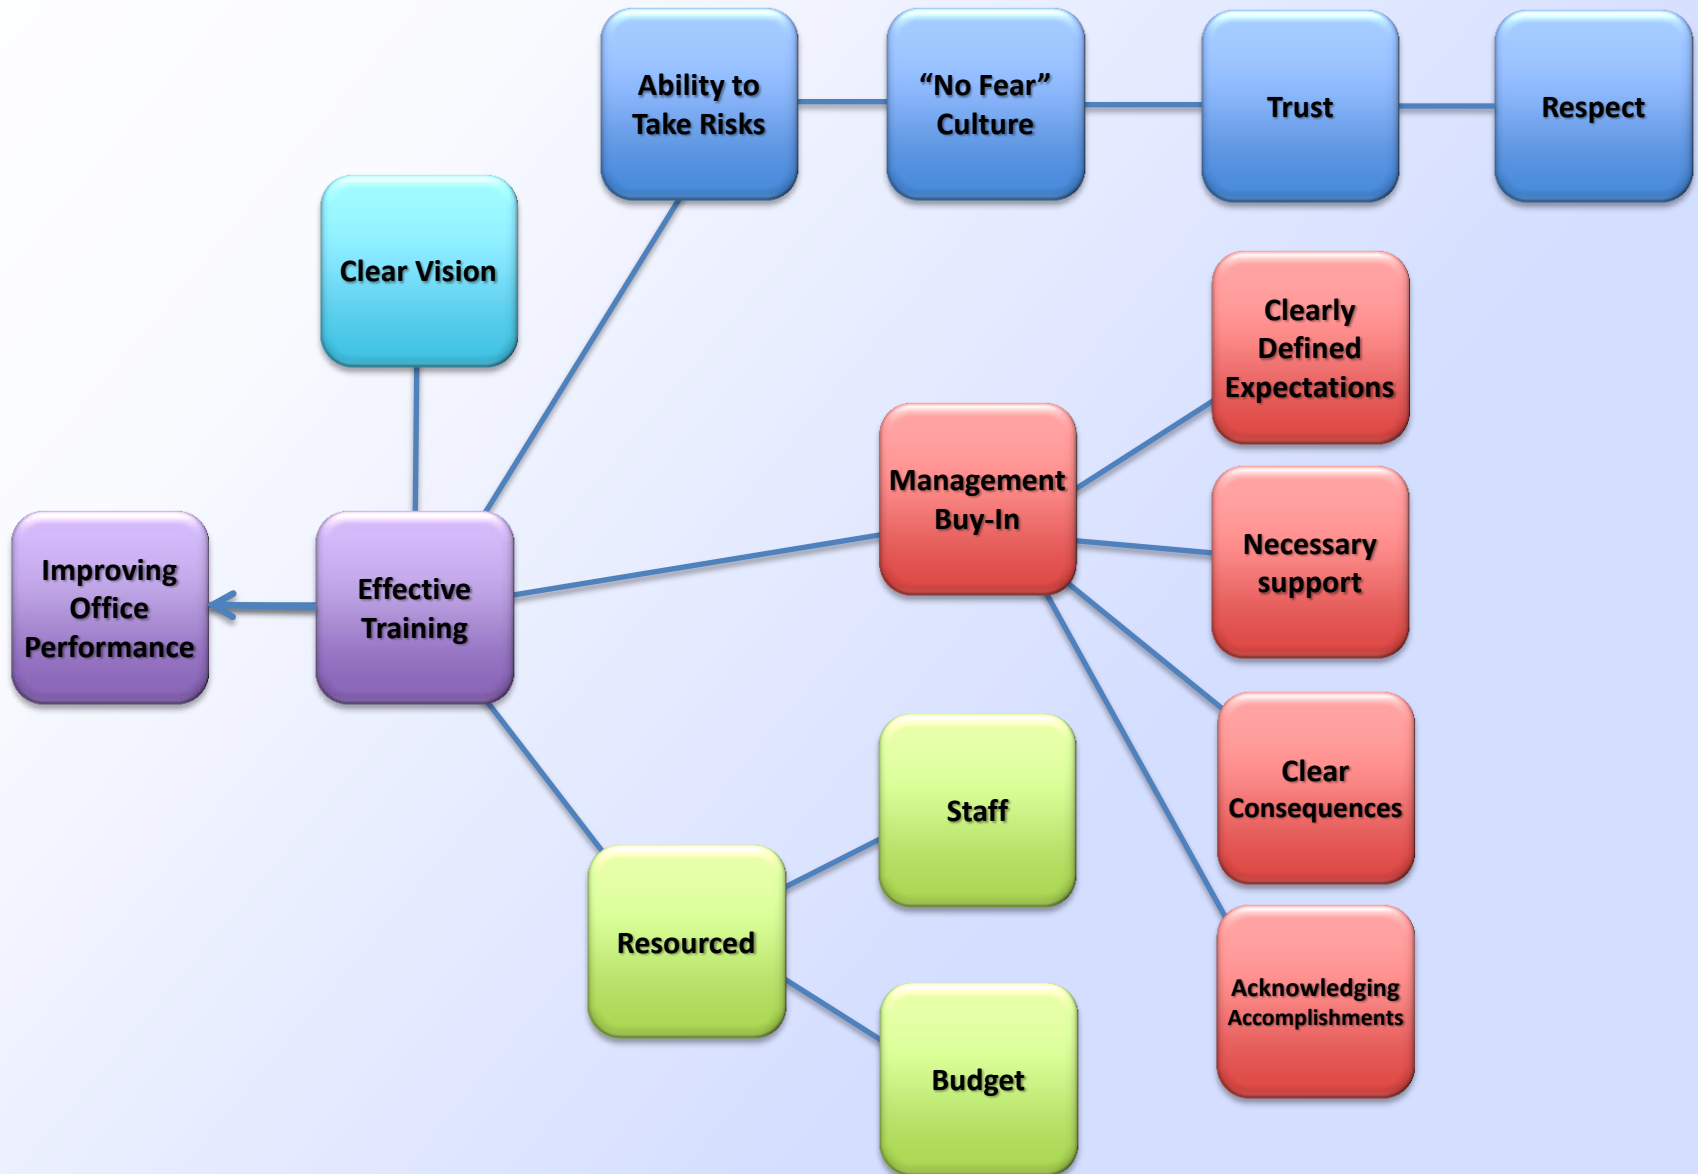 Ability to
Take Risks
“No Fear”
Culture
Trust
Respect
Clear Vision
Clearly
Defined
Expectations
Management
Buy-In
Necessary
support
Improving
Office
Performance
Effective
Training
Clear
Consequences
Staff
Resourced
Acknowledging
Accomplishments
Budget